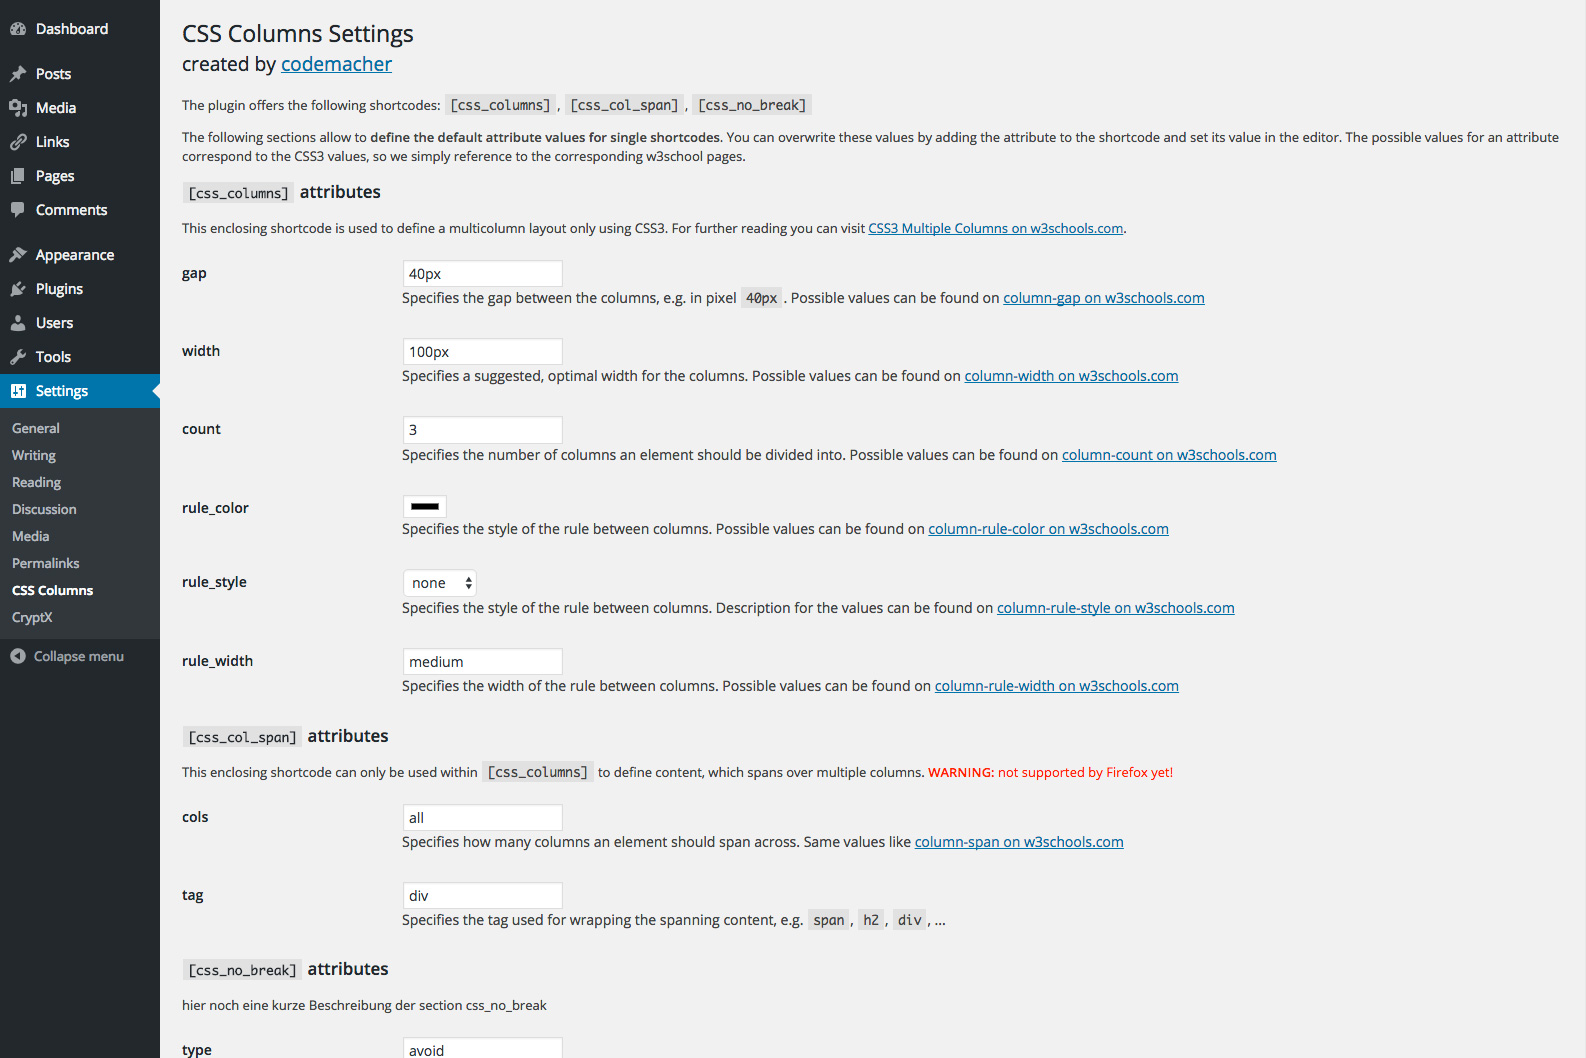 Dashboard
Posts
Media
Links
Pages
Comments
Appearance
Plugins
Users
Tools
Settings
General
Writing
Reading
Discussion
Media
Permalinks
CSS Columns
CryptX
Collapse menu
CSS Columns Settings
created by codemacher
The plugin offers the following shortcodes: [css_columns] , [css_col_span] , [css_no_break]
The following sections allow to define the default attribute values for single shortcodes. You can overwrite these values by adding the attribute to the shortcode and set its value in the editor. The possible values for an attribute
correspond to the CSS3 values, so we simply reference to the corresponding w3school pages.
[css_columns] attributes
This enclosing shortcode is used to define a multicolumn layout only using CSS3. For further reading you can visit CSS3 Multiple Columns on w3schools.com.
gap
40px
Specifies the gap between the columns, e.g. in pixel 40px . Possible values can be found on column-gap on w3schools.com
width
100px
Specifies a suggested, optimal width for the columns. Possible values can be found on column-width on w3schools.com
count
3
Specifies the number of columns an element should be divided into. Possible values can be found on column-count on w3schools.com
rule_color
Specifies the style of the rule between columns. Possible values can be found on column-rule-color on w3schools.com
rule_style
none
Specifies the style of the rule between columns. Description for the values can be found on column-rule-style on w3schools.com
rule_width
medium
Specifies the width of the rule between columns. Possible values can be found on column-rule-width on w3schools.com
[css_col_span] attributes
This enclosing shortcode can only be used within [css_columns] to define content, which spans over multiple columns. WARNING: not supported by Firefox yet!
cols
all
Specifies how many columns an element should span across. Same values like column-span on w3schools.com
tag
div
Specifies the tag used for wrapping the spanning content, e.g. span , h2 , div , ...
[css_no_break] attributes
hier noch eine kurze Beschreibung der section css_no_break
type
avoid